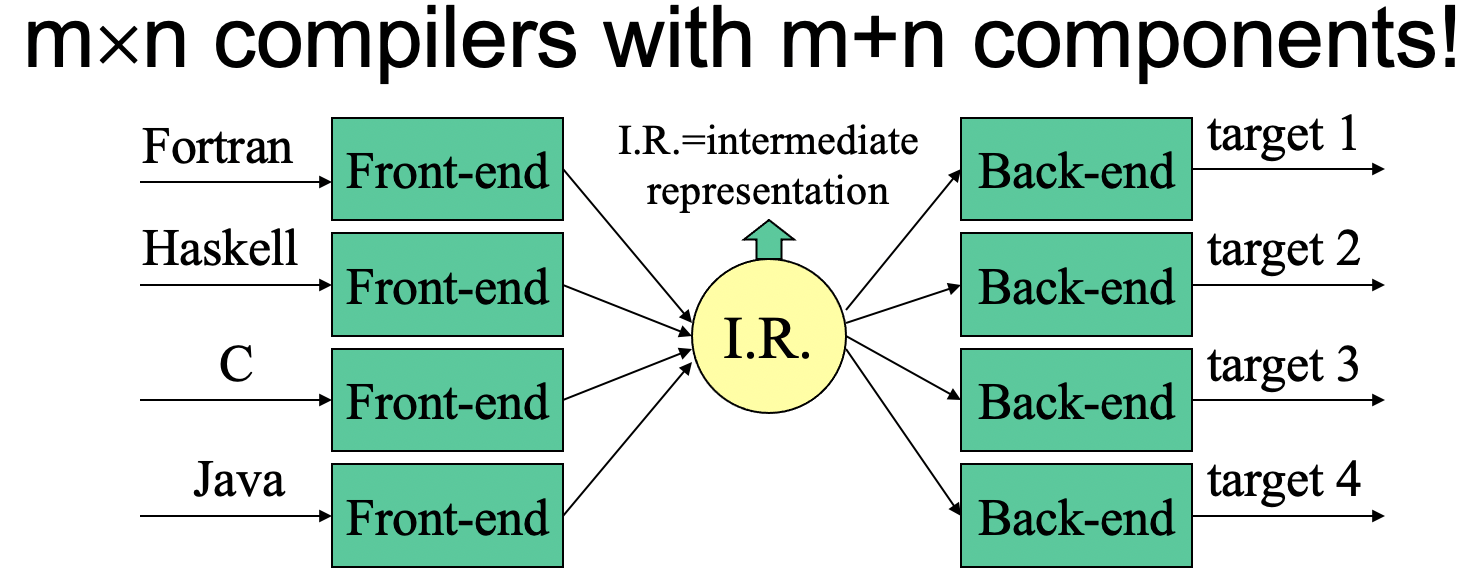 m×n compilers with m+n components!
Fortran
Front-end
I.R.=intermediate
representation
Back-end
target 1
Haskell
Front-end
Back-end
target 2
I.R.
C
Front-end
Back-end
target 3
Java
Front-end
Back-end
target 4